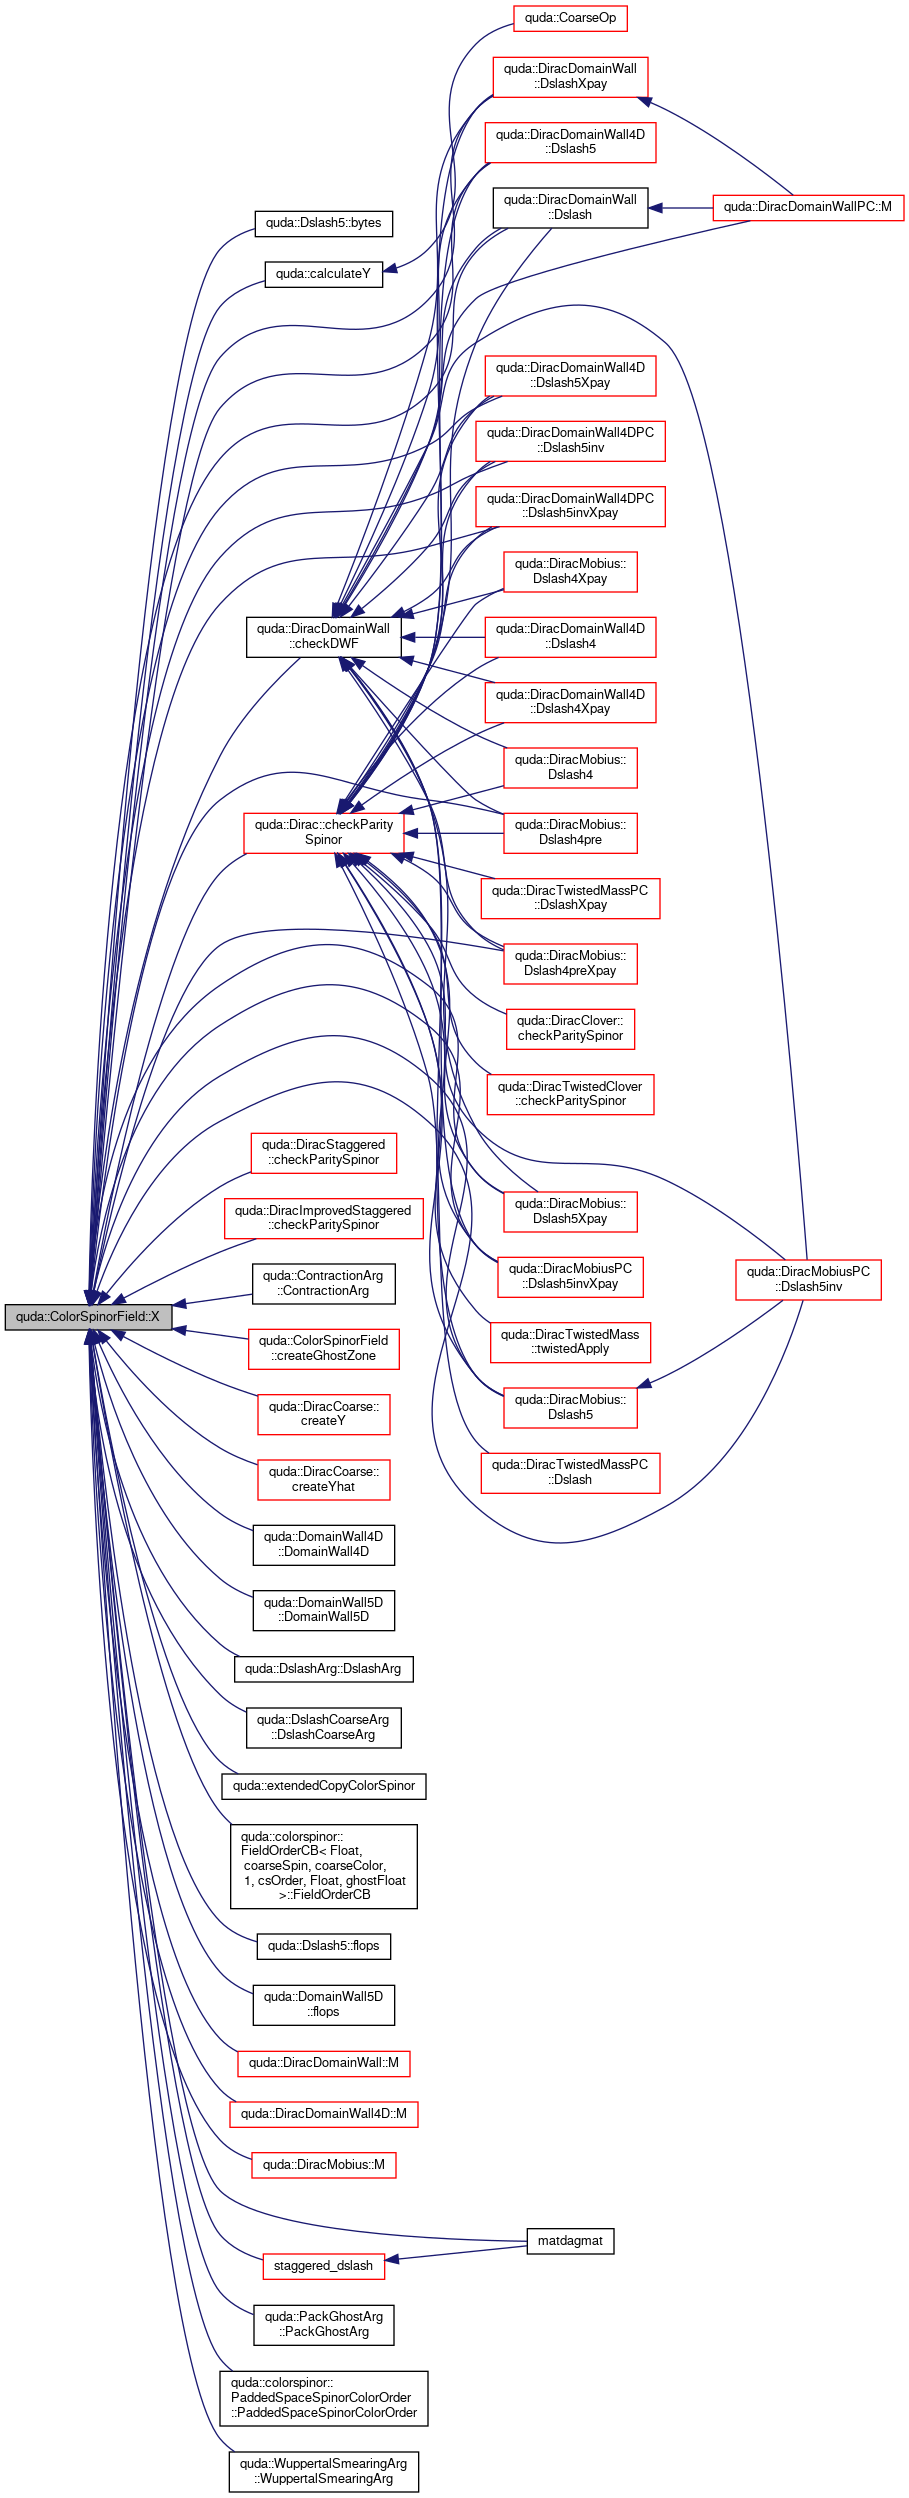 quda::CoarseOp
quda::DiracDomainWall
::DslashXpay
quda::DiracDomainWall4D
::Dslash5
quda::DiracDomainWall
::Dslash
quda::DiracDomainWallPC::M
quda::Dslash5::bytes
quda::calculateY
quda::DiracDomainWall4D
::Dslash5Xpay
quda::DiracDomainWall4DPC
::Dslash5inv
quda::DiracDomainWall4DPC
::Dslash5invXpay
quda::DiracMobius::
Dslash4Xpay
quda::DiracDomainWall
::checkDWF
quda::DiracDomainWall4D
::Dslash4
quda::DiracDomainWall4D
::Dslash4Xpay
quda::DiracMobius::
Dslash4
quda::Dirac::checkParity
Spinor
quda::DiracMobius::
Dslash4pre
quda::DiracTwistedMassPC
::DslashXpay
quda::DiracMobius::
Dslash4preXpay
quda::DiracClover::
checkParitySpinor
quda::DiracTwistedClover
::checkParitySpinor
quda::DiracStaggered
::checkParitySpinor
quda::DiracImprovedStaggered
::checkParitySpinor
quda::DiracMobius::
Dslash5Xpay
quda::ContractionArg
::ContractionArg
quda::DiracMobiusPC
::Dslash5invXpay
quda::DiracMobiusPC
::Dslash5inv
quda::ColorSpinorField::X
quda::ColorSpinorField
::createGhostZone
quda::DiracTwistedMass
::twistedApply
quda::DiracCoarse::
createY
quda::DiracMobius::
Dslash5
quda::DiracCoarse::
createYhat
quda::DiracTwistedMassPC
::Dslash
quda::DomainWall4D
::DomainWall4D
quda::DomainWall5D
::DomainWall5D
quda::DslashArg::DslashArg
quda::DslashCoarseArg
::DslashCoarseArg
quda::extendedCopyColorSpinor
quda::colorspinor::
FieldOrderCB< Float,
coarseSpin, coarseColor,
1, csOrder, Float, ghostFloat
>::FieldOrderCB
quda::Dslash5::flops
quda::DomainWall5D
::flops
quda::DiracDomainWall::M
quda::DiracDomainWall4D::M
quda::DiracMobius::M
matdagmat
staggered_dslash
quda::PackGhostArg
::PackGhostArg
quda::colorspinor::
PaddedSpaceSpinorColorOrder
::PaddedSpaceSpinorColorOrder
quda::WuppertalSmearingArg
::WuppertalSmearingArg